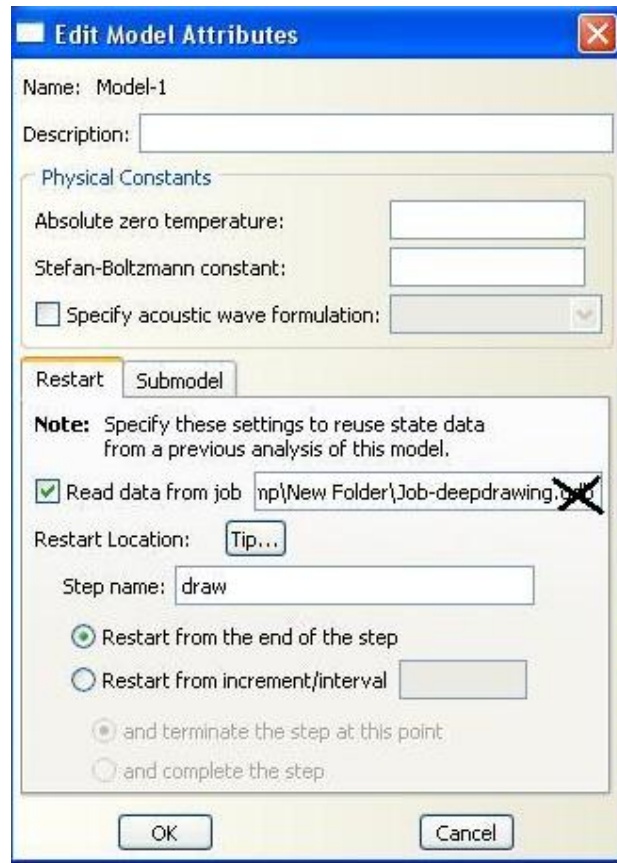 Edit Model Attributes
Name: Model-1
Description:
Physical Constants
Absolute zero temperature:
Stefan-Boltzmann constant:
Specify acoustic wave formulation:
Restart Submodel
Note: Specify these settings to reuse state data
from a previous analysis of this model.
Read data from job mp\New Folder\Job-deepdrawing.odb
Restart Location: Tip...
Step name: draw
Restart from the end of the step
Restart from increment/interval
and terminate the step at this point
and complete the step
OK Cancel